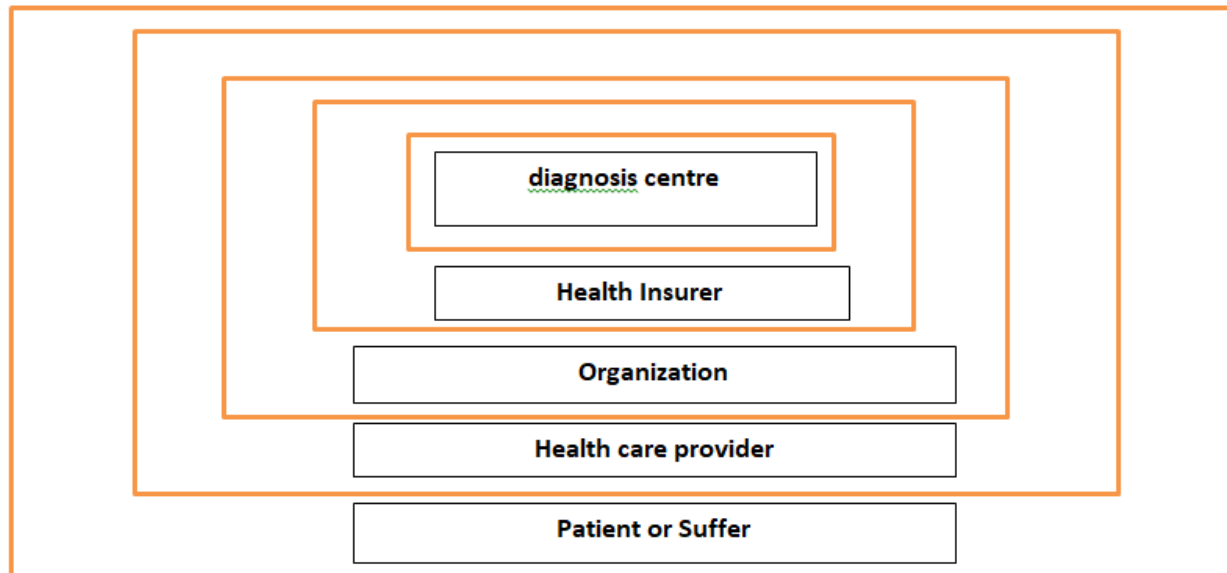 diagnosis centre
Health Insurer
Organization
Health care provider
Patient or Suffer